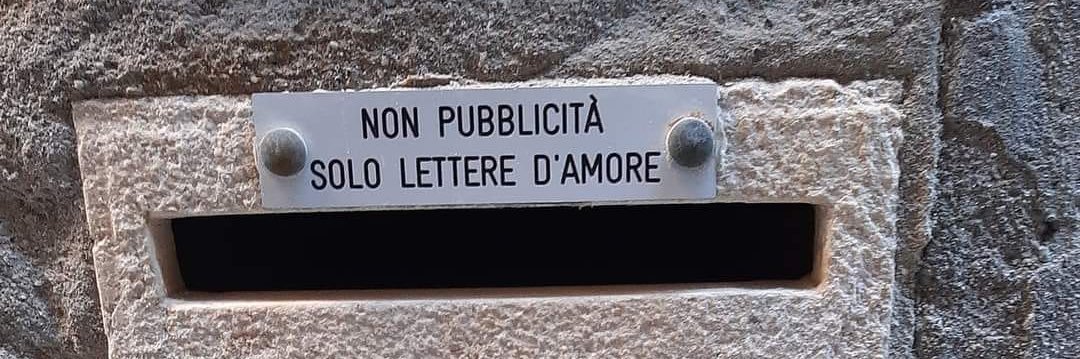 NON PUBBLICITÀ
SOLO LETTERE D'AMORE